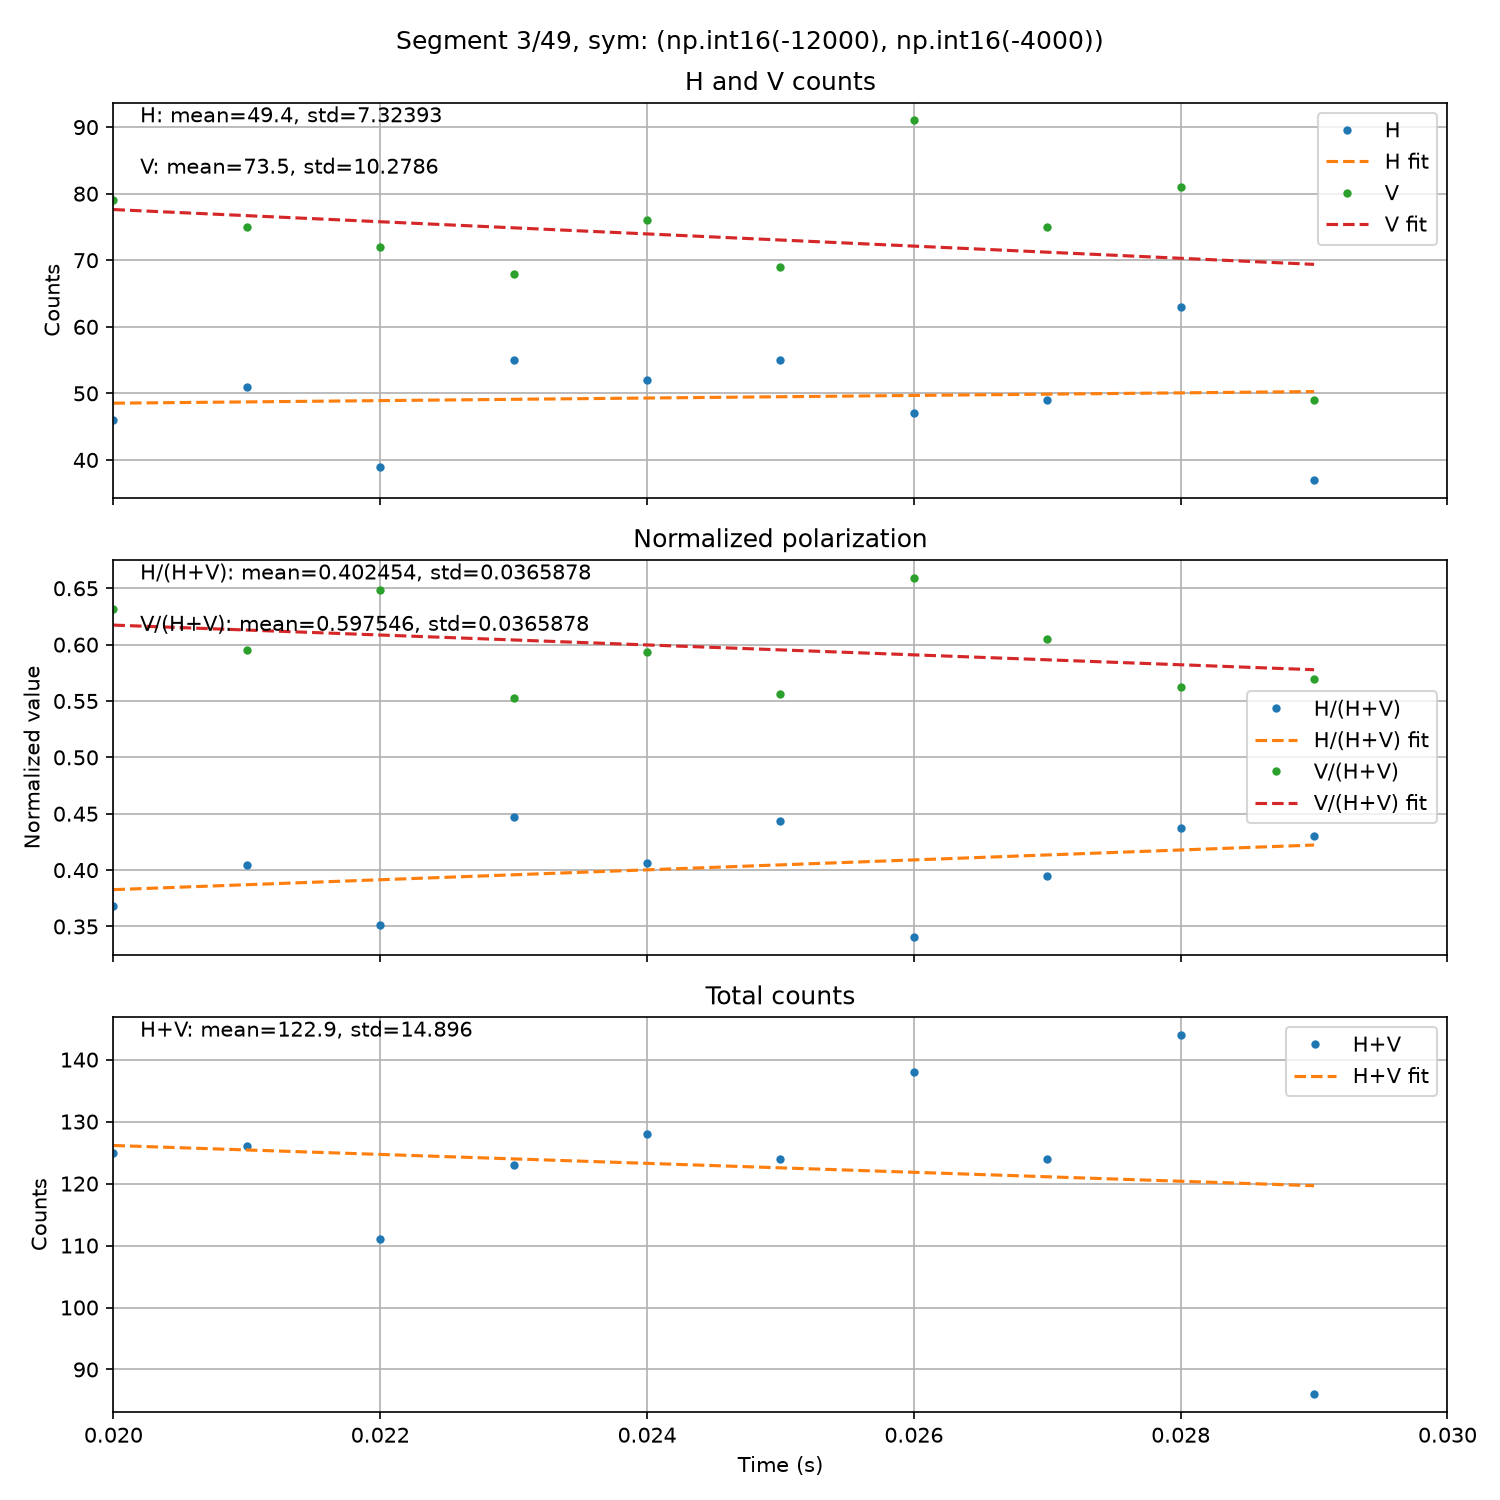 Segment 3/49, sym: (np.int16(-12000), np.int16(-4000))
H and V counts
H: mean=49.4, std=7.32393
V: mean=73.5, std=10.2786
H
H fit
V
V fit
90
80
70
60
50
40
Counts
Normalized polarization
H/(H+V): mean=0.402454, std=0.0365878
V/(H+V): mean=0.597546, std=0.0365878
H/(H+V)
H/(H+V) fit
V/(H+V)
V/(H+V) fit
0.65
0.60
0.55
0.50
0.45
0.40
0.35
Normalized value
Total counts
H+V: mean=122.9, std=14.896
H+V
H+V fit
140
130
120
110
100
90
Counts
0.020 0.022 0.024 0.026 0.028 0.030
Time (s)